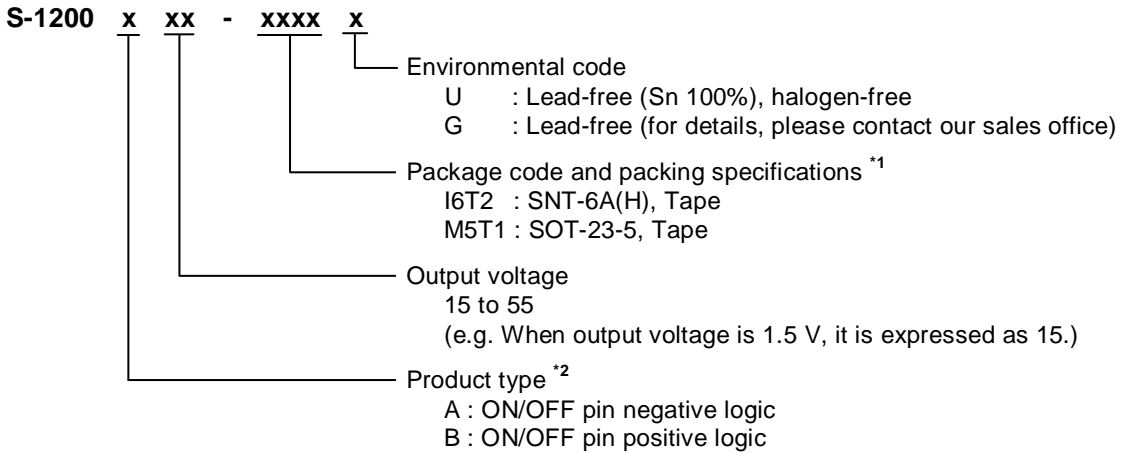 S-1200 x xx - xxxx x
Environmental code
U : Lead-free (Sn 100%), halogen-free
G : Lead-free (for details, please contact our sales office)
Package code and packing specifications *1
I6T2 : SNT-6A(H), Tape
M5T1 : SOT-23-5, Tape
Output voltage
15 to 55
(e.g. When output voltage is 1.5 V, it is expressed as 15.)
Product type *2
A : ON/OFF pin negative logic
B : ON/OFF pin positive logic